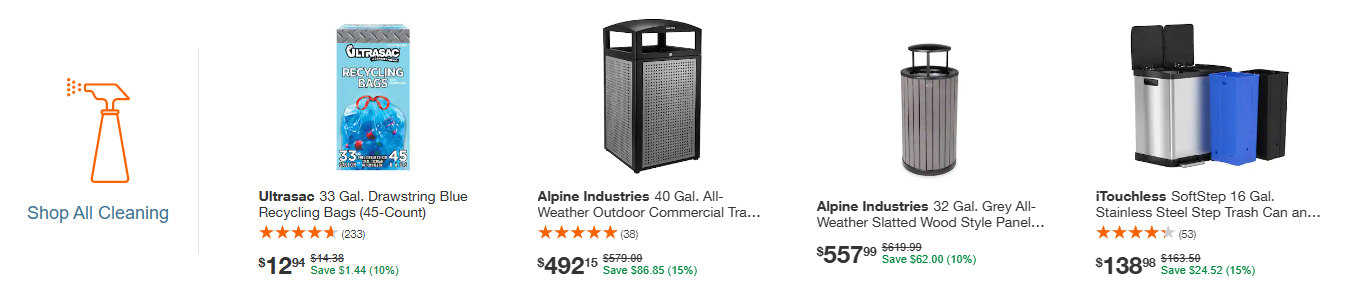 Shop All Cleaning
ULTRASAC
RECYCLING
BAGS
33
45
Ultrasac 33 Gal. Drawstring Blue
Recycling Bags (45-Count)
(233)
$12.94 $14.38
Save $1.44 (10%)
Alpine Industries 40 Gal. All-
Weather Outdoor Commercial Tra…
(38)
$492.15 $579.00
Save $86.85 (15%)
Alpine Industries 32 Gal. Grey All-
Weather Slatted Wood Style Panel…
$557.99 $619.99
Save $62.00 (10%)
iTouchless SoftStep 16 Gal.
Stainless Steel Step Trash Can an…
(53)
$138.98 $163.50
Save $24.52 (15%)